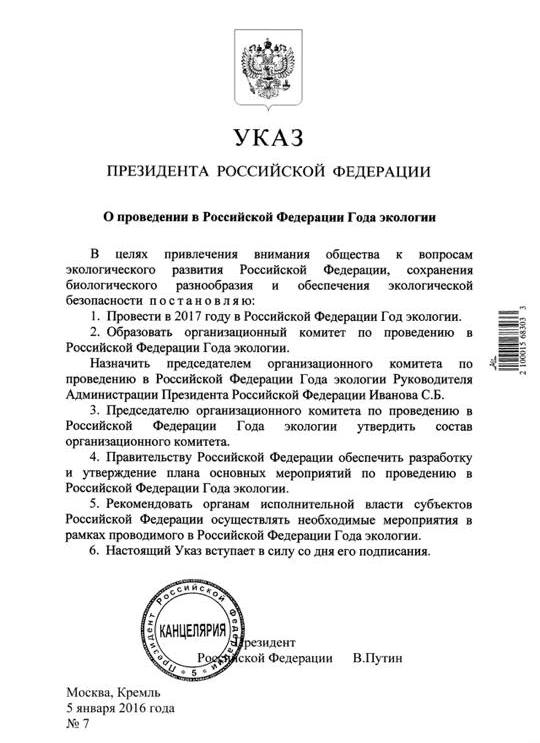 УКАЗ
ПРЕЗИДЕНТА РОССИЙСКОЙ ФЕДЕРАЦИИ
О проведении в Российской Федерации Года экологии
В целях привлечения внимания общества к вопросам
экологического развития Российской Федерации, сохранения
биологического разнообразия и обеспечения экологической
безопасности п о с т а н о в л я ю:
1. Провести в 2017 году в Российской Федерации Год экологии.
2. Образовать организационный комитет по проведению в
Российской Федерации Года экологии.
Назначить председателем организационного комитета по
проведению в Российской Федерации Года экологии Руководителя
Администрации Президента Российской Федерации Иванова С.Б.
3. Председателю организационного комитета по проведению в
Российской Федерации Года экологии утвердить состав
организационного комитета.
4. Правительству Российской Федерации обеспечить разработку
и утверждение плана основных мероприятий по проведению в
Российской Федерации Года экологии.
5. Рекомендовать органам исполнительной власти субъектов
Российской Федерации осуществлять необходимые мероприятия в
рамках проводимого в Российской Федерации Года экологии.
6. Настоящий Указ вступает в силу со дня его подписания.
2 100015 68303 3
Президент Российской Федерации
КАНЦЕЛЯРИЯ
* 5 *
Президент
Российской Федерации В.Путин
Москва, Кремль
5 января 2016 года
№ 7